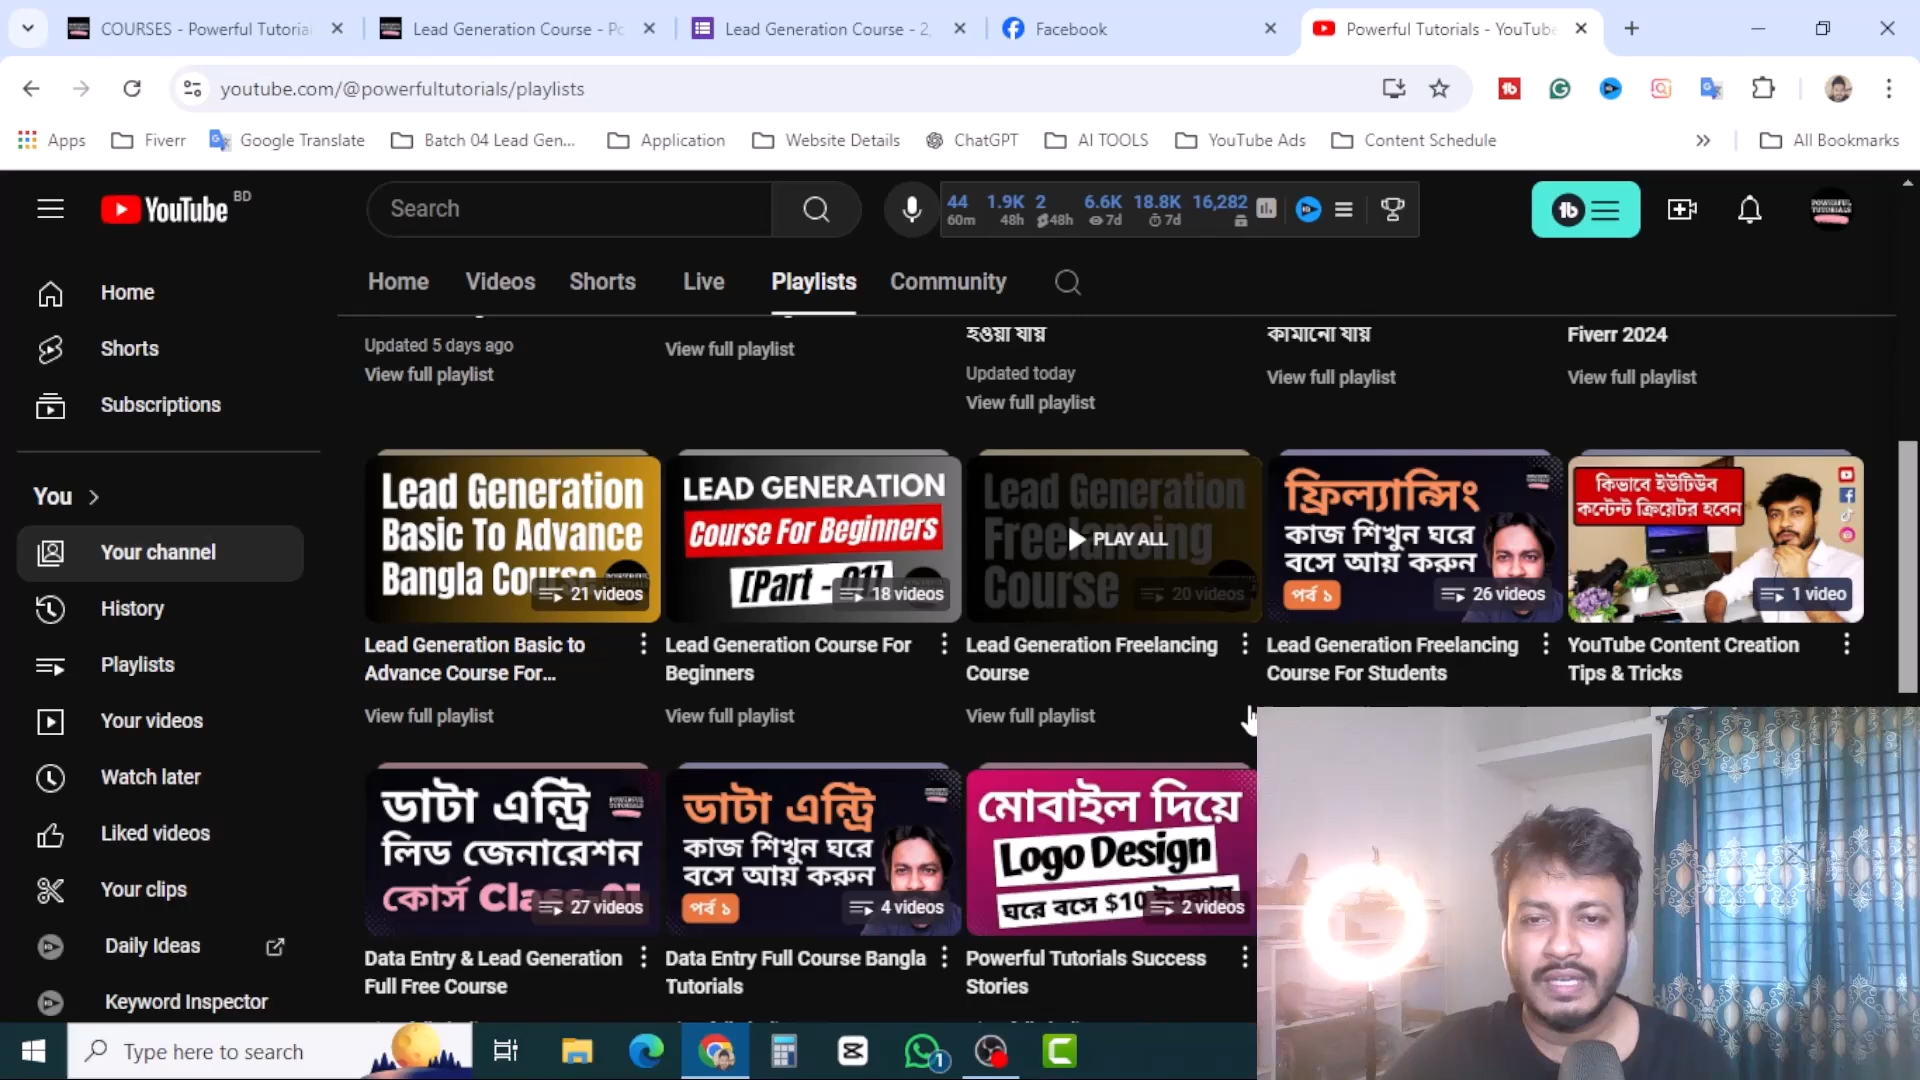 COURSES - Powerful Tutoria
Lead Generation Course - Po
Lead Generation Course - 2,
Facebook
Powerful Tutorials - YouTube
youtube.com/@powerfultutorials/playlists
Apps
Fiverr
Google Translate
Batch 04 Lead Gen...
Application
Website Details
ChatGPT
AI TOOLS
YouTube Ads
Content Schedule
All Bookmarks
YouTube BD
Search
44 1.9K 2 6.6K 18.8K 16,282
60m 48h 48h 7d 7d
Home
Videos
Shorts
Live
Playlists
Community
Home
Shorts
Subscriptions
You
Your channel
History
Playlists
Your videos
Watch later
Liked videos
Your clips
Daily Ideas
Keyword Inspector
Updated 5 days ago
View full playlist
View full playlist
হওয়া যায়
Updated today
View full playlist
কামানো যায়
View full playlist
Fiverr 2024
View full playlist
Lead Generation
Basic To Advance
Bangla Course
21 videos
Lead Generation Basic to
Advance Course For...
View full playlist
LEAD GENERATION
Course For Beginners
[Part - 01]
18 videos
Lead Generation Course For
Beginners
View full playlist
Lead Generation
Freelancing
Course
PLAY ALL
20 videos
Lead Generation Freelancing
Course
View full playlist
ফ্রিল্যান্সিং
কাজ শিখুন ঘরে
বসে আয় করুন
পর্ব ১
26 videos
Lead Generation Freelancing
Course For Students
কিভাবে ইউটিউব
কন্টেন্ট ক্রিয়েটর হবেন
1 video
YouTube Content Creation
Tips & Tricks
ডাটা এন্ট্রি
লিড জেনারেশন
কোর্স Class-01
27 videos
Data Entry & Lead Generation
Full Free Course
ডাটা এন্ট্রি
কাজ শিখুন ঘরে
বসে আয় করুন
পর্ব ১
4 videos
Data Entry Full Course Bangla
Tutorials
মোবাইল দিয়ে
Logo Design
ঘরে বসে $10
2 videos
Powerful Tutorials Success
Stories
Type here to search
1